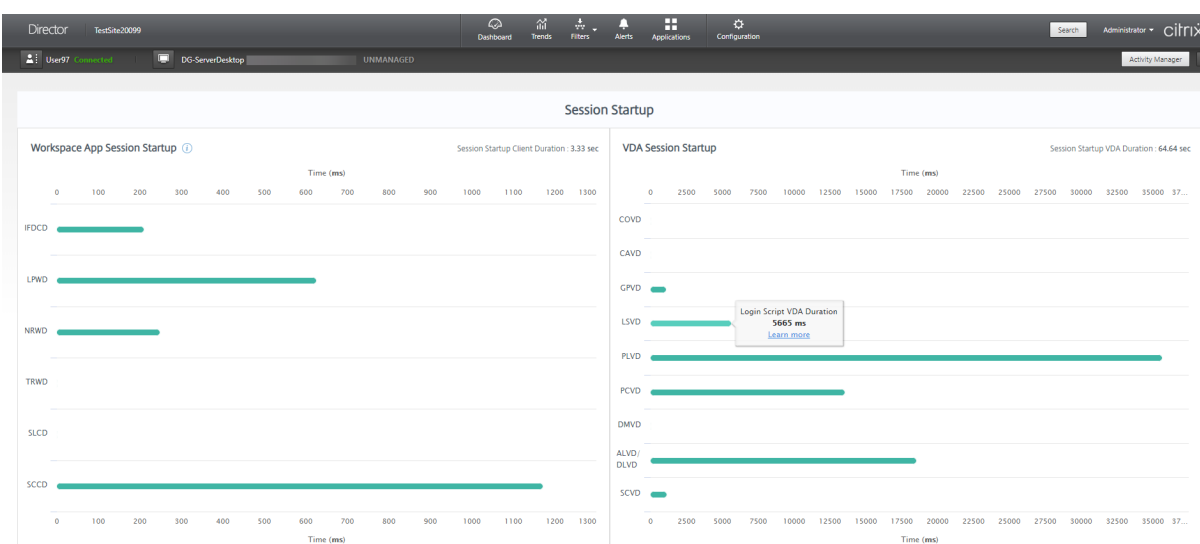 Director TestSite20099 Dashboard Trends Filters Alerts Applications Configuration Search Administrator citrix
User97 Connected DG-ServerDesktop UNMANAGED Activity Manager
Session Startup
Workspace App Session Startup Session Startup Client Duration : 3.33 sec
Time (ms)
0 100 200 300 400 500 600 700 800 900 1000 1100 1200 1300
IFDCD
LPWD
NRWD
TRWD
SLCD
SCCD
0 100 200 300 400 500 600 700 800 900 1000 1100 1200 1300
Time (ms)
VDA Session Startup Session Startup VDA Duration : 64.64 sec
Time (ms)
0 2500 5000 7500 10000 12500 15000 17500 20000 22500 25000 27500 30000 32500 35000 37...
COVD
CAVD
GPVD
LSVD
Login Script VDA Duration
5665 ms
Learn more
PLVD
PCVD
DMVD
ALVD/
DLVD
SCVD
0 2500 5000 7500 10000 12500 15000 17500 20000 22500 25000 27500 30000 32500 35000 37...
Time (ms)